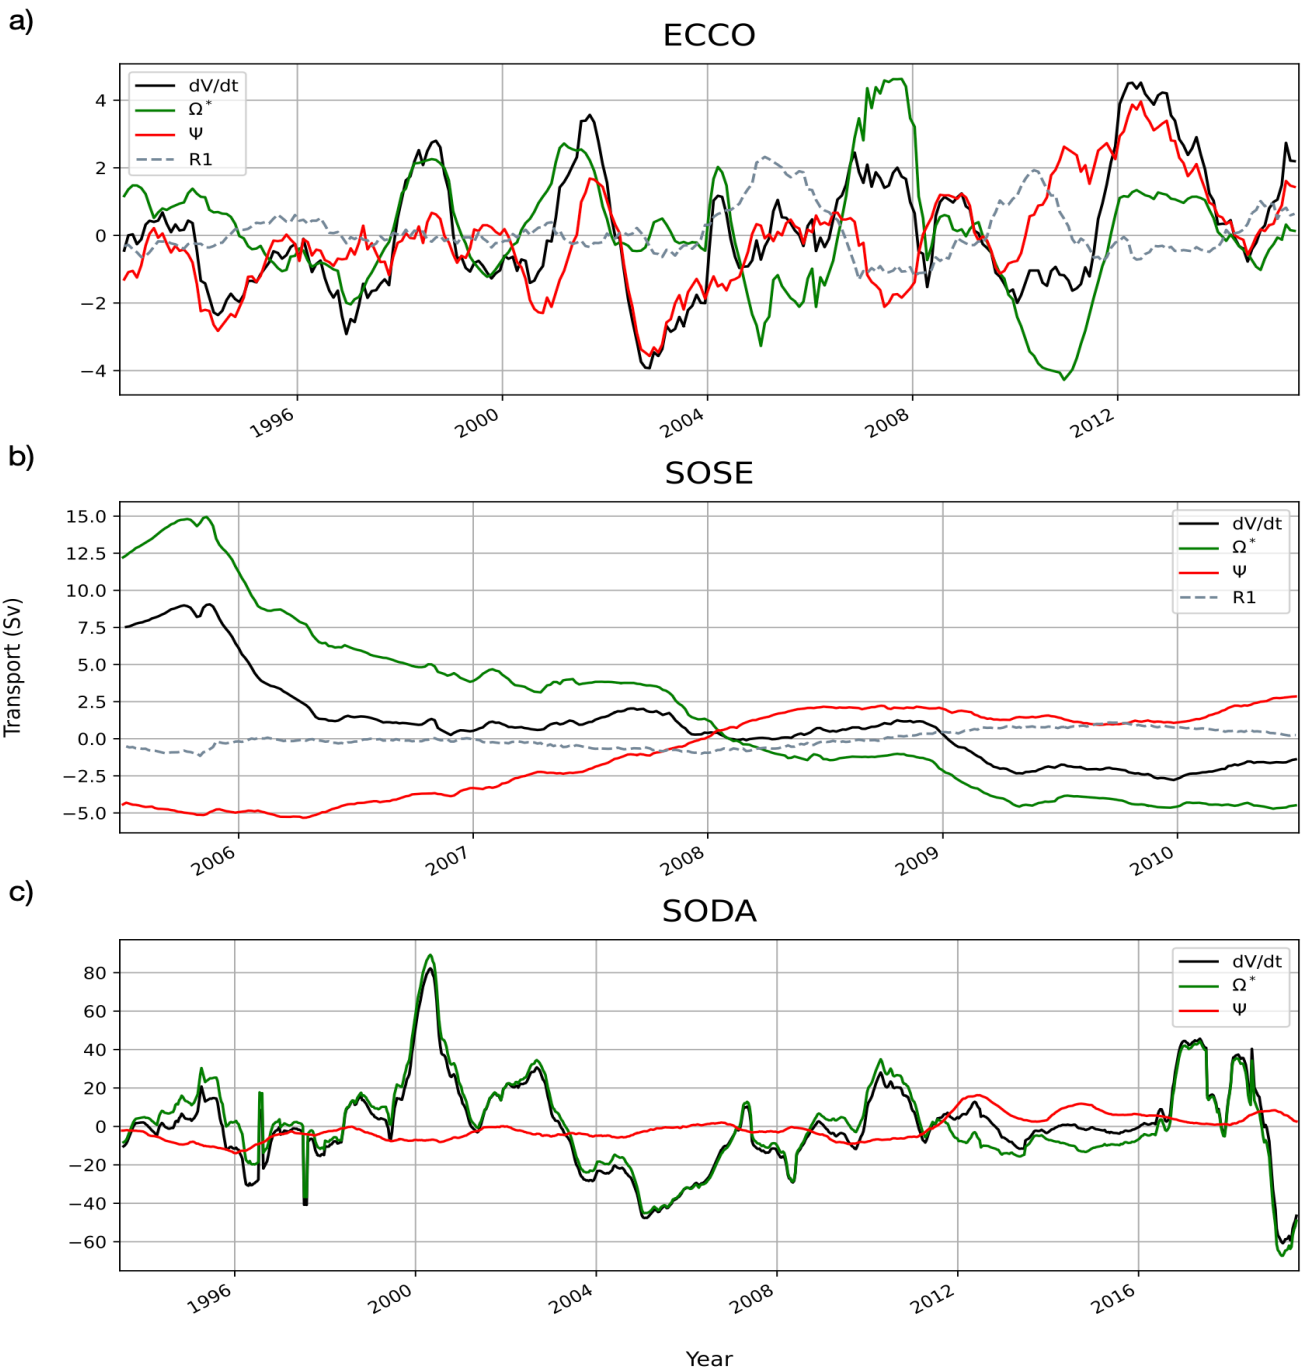 a)
ECCO
dV/dt
Ω*
Ψ
R1
4
2
0
−2
−4
1996
2000
2004
2008
2012
b)
SOSE
dV/dt
Ω*
Ψ
R1
15.0
12.5
10.0
7.5
5.0
2.5
0.0
−2.5
−5.0
Transport (Sv)
2006
2007
2008
2009
2010
c)
SODA
dV/dt
Ω*
Ψ
80
60
40
20
0
−20
−40
−60
1996
2000
2004
2008
2012
2016
Year